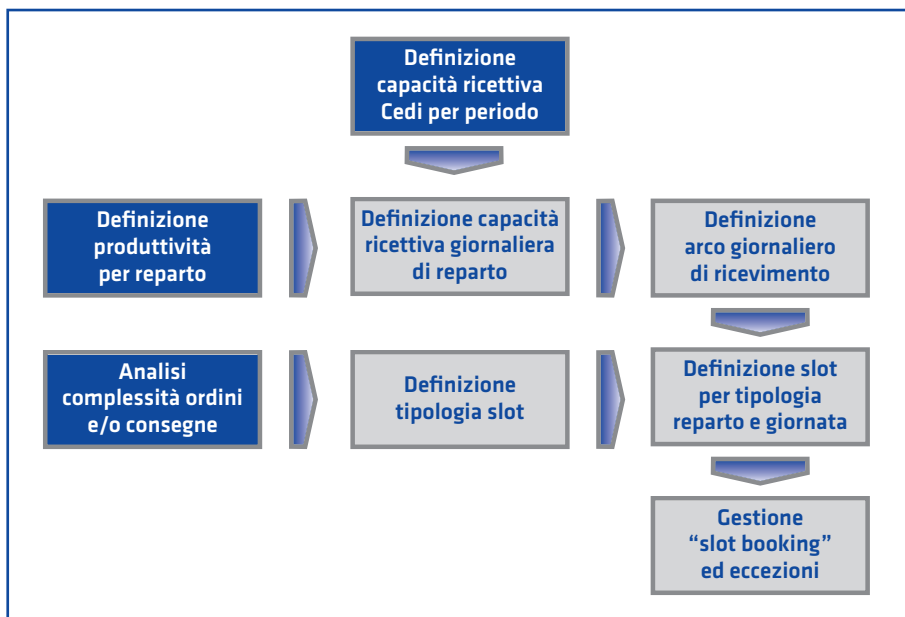 Definizione
capacità ricettiva
Cedi per periodo
Definizione
produttività
per reparto
Definizione capacità
ricettiva giornaliera
di reparto
Definizione
arco giornaliero
di ricevimento
Analisi
complessità ordini
e/o consegne
Definizione
tipologia slot
Definizione slot
per tipologia
reparto e giornata
Gestione
“slot booking”
ed eccezioni